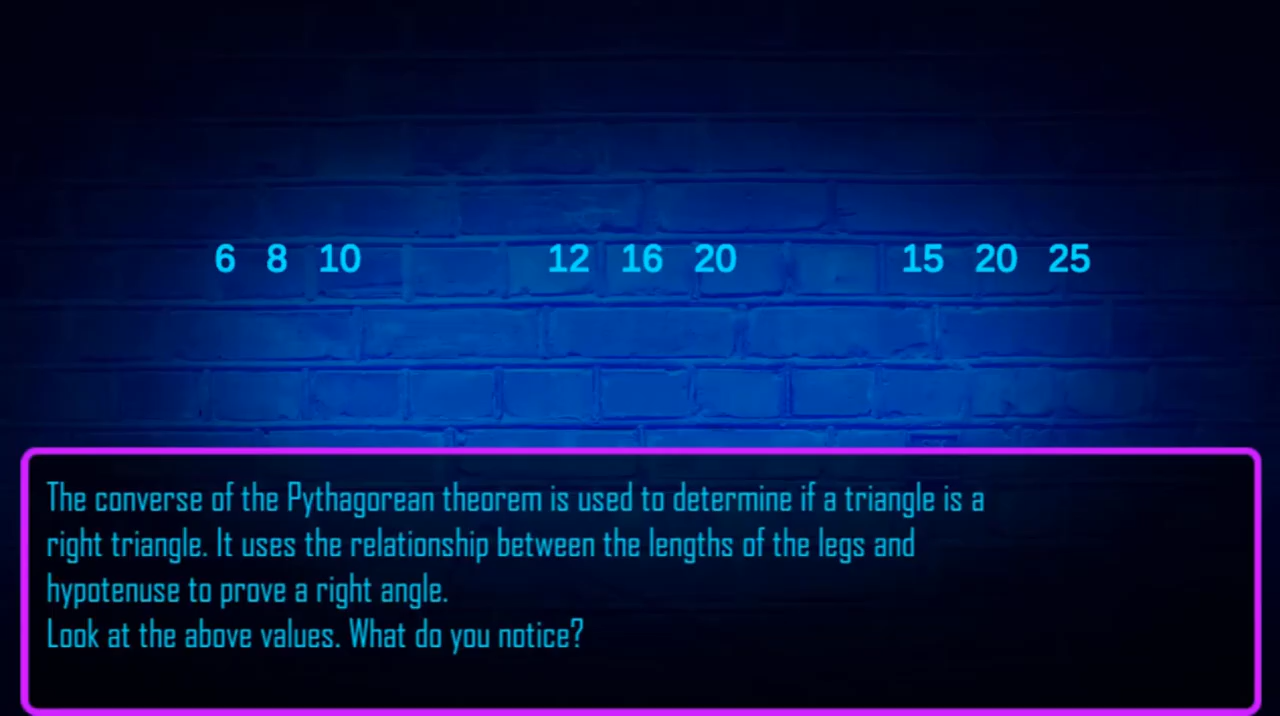 6 8 10 12 16 20 15 20 25
The converse of the Pythagorean theorem is used to determine if a triangle is a
right triangle. It uses the relationship between the lengths of the legs and
hypotenuse to prove a right angle.
Look at the above values. What do you notice?